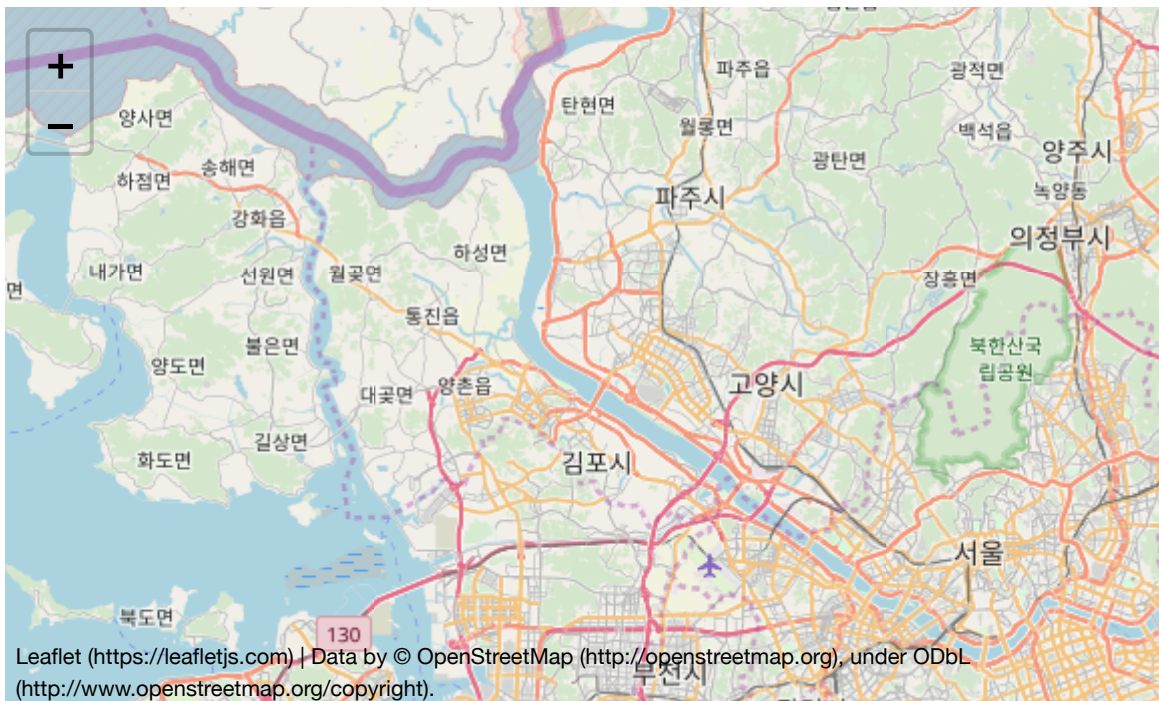 +
−
파주읍
광적면
탄현면
양사면
월롱면
백석읍
양주시
송해면
하점면
광탄면
녹양동
파주시
강화읍
의정부시
하성면
내가면
선원면
월곶면
장흥면
면
통진읍
불은면
북한산국
립공원
양도면
대곶면
양촌읍
고양시
길상면
화도면
김포시
서울
북도면
130
Leaflet (https://leafletjs.com) | Data by © OpenStreetMap (http://openstreetmap.org), under ODbL
(http://www.openstreetmap.org/copyright).
부천시